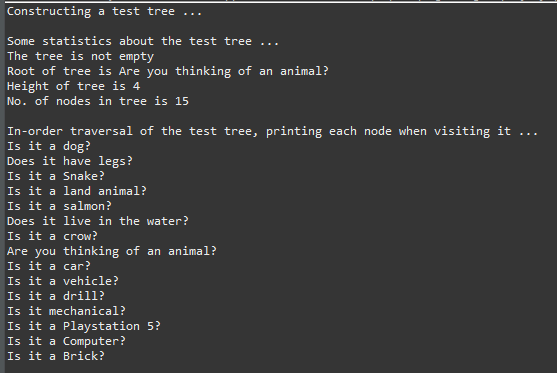 Constructing a test tree ...
Some statistics about the test tree ...
The tree is not empty
Root of tree is Are you thinking of an animal?
Height of tree is 4
No. of nodes in tree is 15
In-order traversal of the test tree, printing each node when visiting it ...
Is it a dog?
Does it have legs?
Is it a Snake?
Is it a land animal?
Is it a salmon?
Does it live in the water?
Is it a crow?
Are you thinking of an animal?
Is it a car?
Is it a vehicle?
Is it a drill?
Is it mechanical?
Is it a Playstation 5?
Is it a Computer?
Is it a Brick?